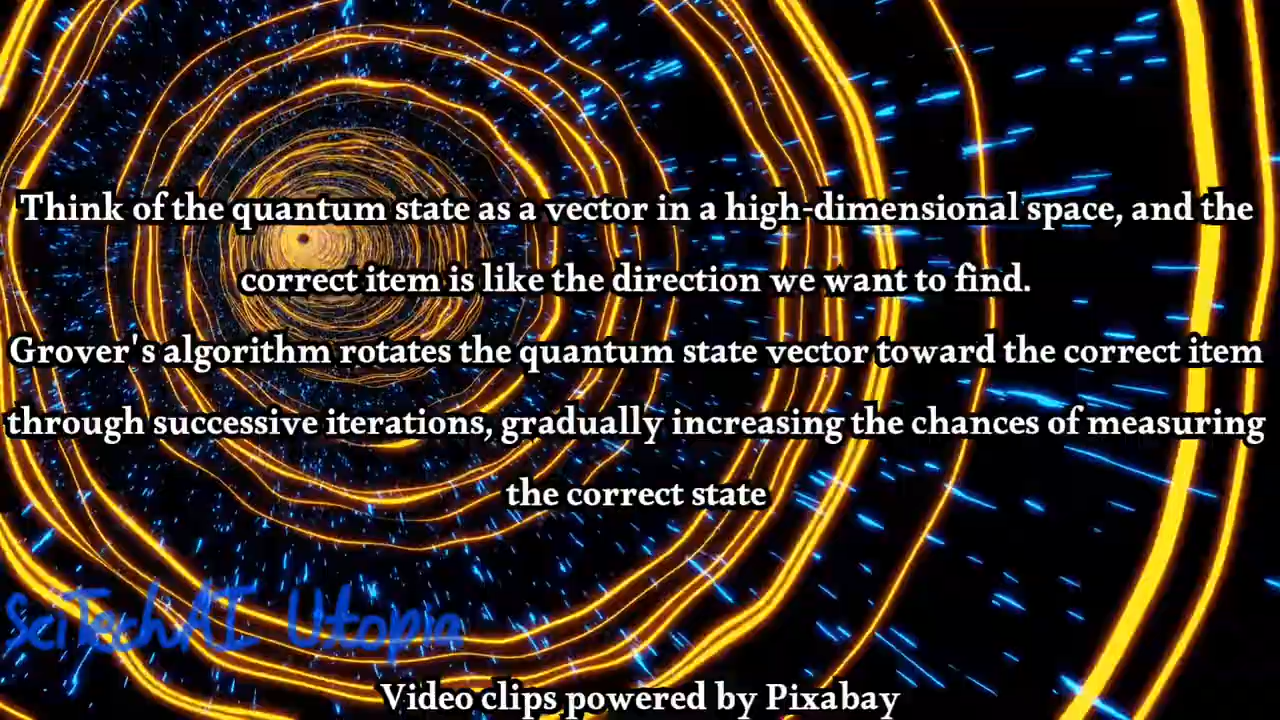 Think of the quantum state as a vector in a high-dimensional space, and the
correct item is like the direction we want to find.
Grover's algorithm rotates the quantum state vector toward the correct item
through successive iterations, gradually increasing the chances of measuring
the correct state
SciTechAI Utopia
Video clips powered by Pixabay